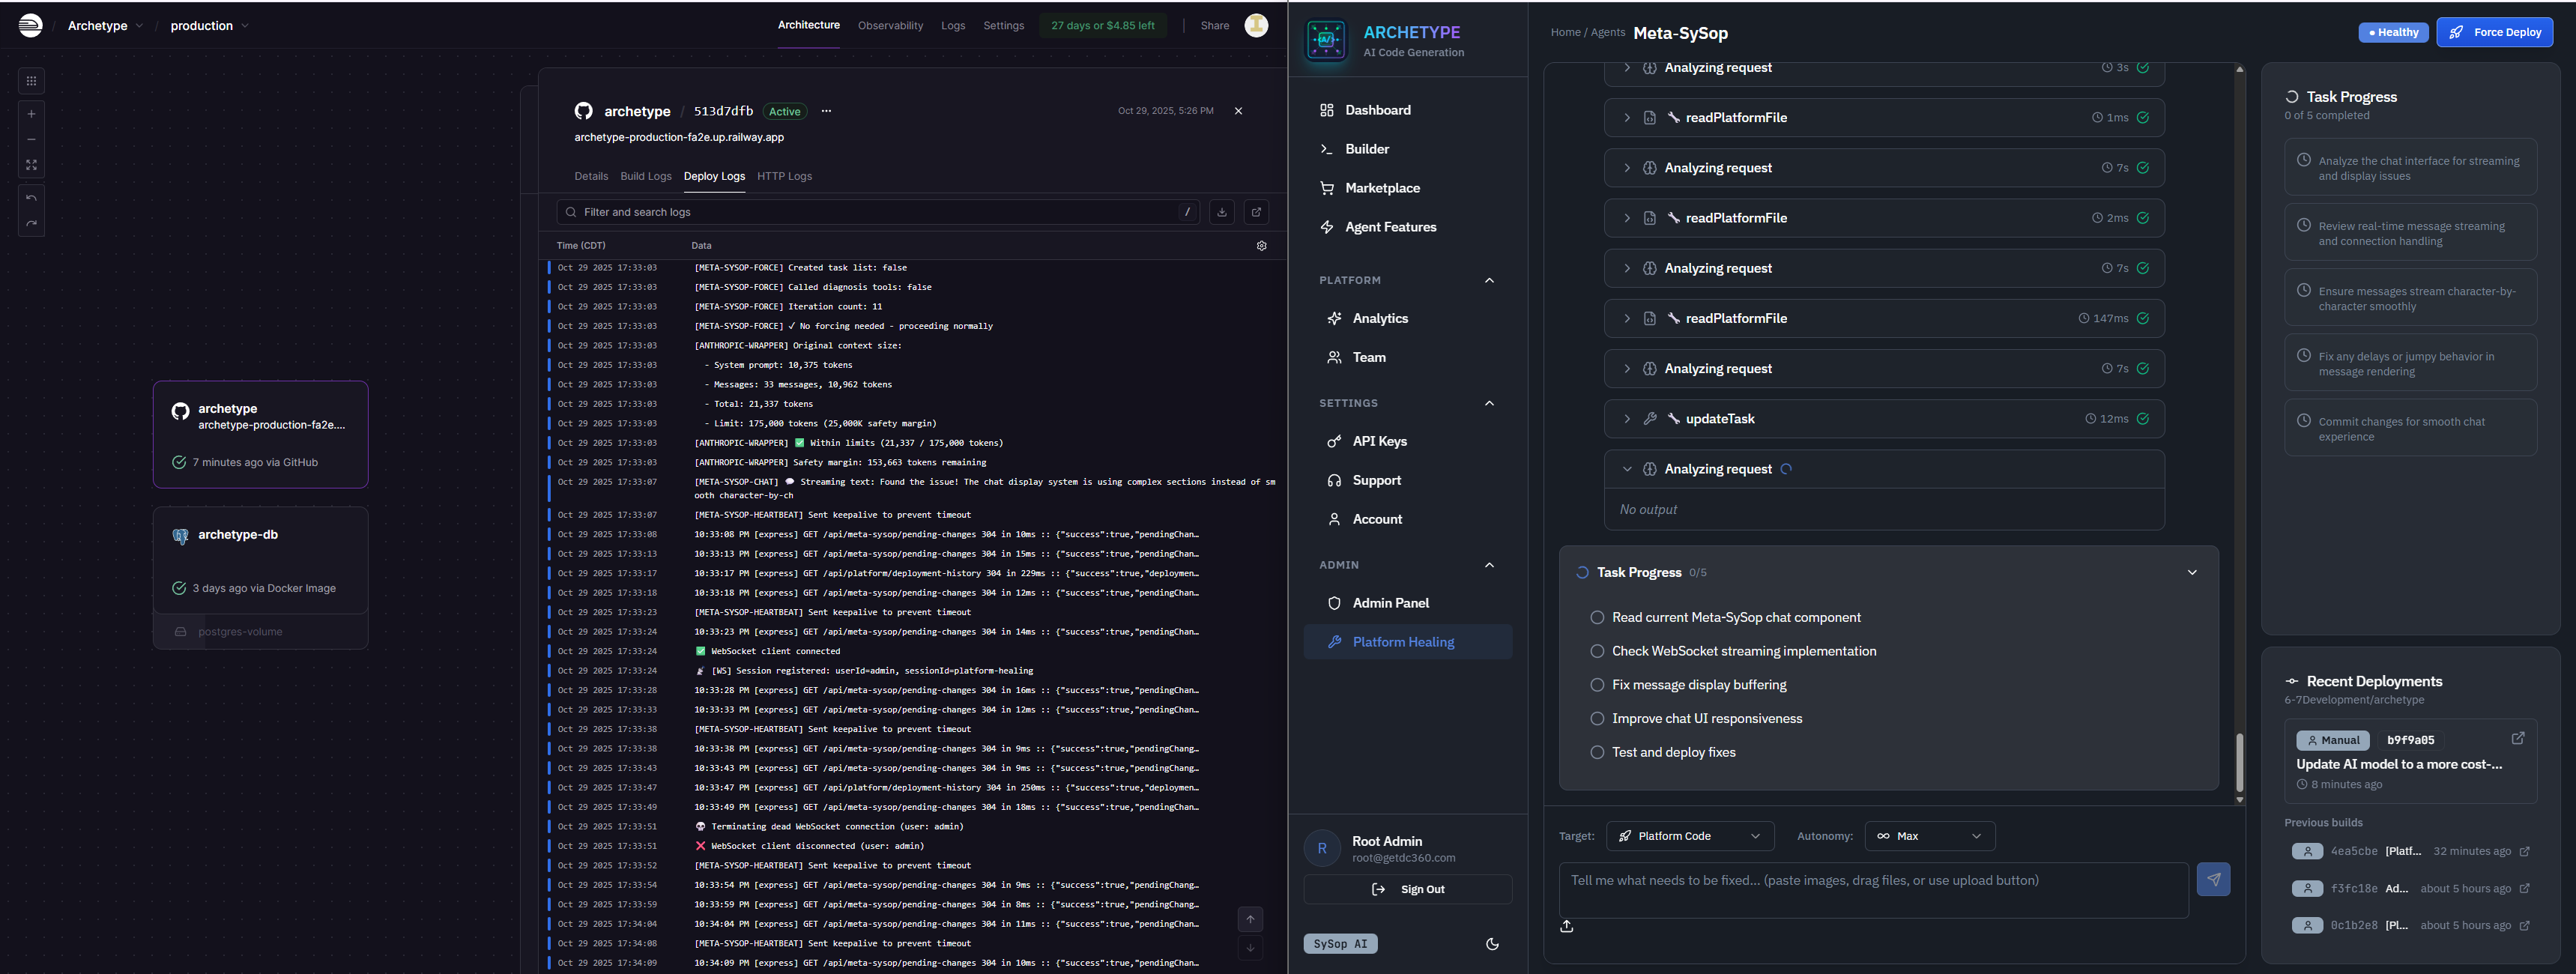 Archetype
/
production
Architecture
Observability
Logs
Settings
27 days or $4.85 left
Share
archetype
archetype-production-fa2e....
7 minutes ago via GitHub
archetype-db
3 days ago via Docker Image
postgres-volume
archetype / 513d7dfb Active ···
Oct 29, 2025, 5:26 PM
archetype-production-fa2e.up.railway.app
Details
Build Logs
Deploy Logs
HTTP Logs
Filter and search logs
/
Time (CDT) Data
Oct 29 2025 17:33:03 [META-SYSOP-FORCE] Created task list: false
Oct 29 2025 17:33:03 [META-SYSOP-FORCE] Called diagnosis tools: false
Oct 29 2025 17:33:03 [META-SYSOP-FORCE] Iteration count: 11
Oct 29 2025 17:33:03 [META-SYSOP-FORCE] ✓ No forcing needed - proceeding normally
Oct 29 2025 17:33:03 [ANTHROPIC-WRAPPER] Original context size:
Oct 29 2025 17:33:03 - System prompt: 10,375 tokens
Oct 29 2025 17:33:03 - Messages: 33 messages, 10,962 tokens
Oct 29 2025 17:33:03 - Total: 21,337 tokens
Oct 29 2025 17:33:03 - Limit: 175,000 tokens (25,000K safety margin)
Oct 29 2025 17:33:03 [ANTHROPIC-WRAPPER] ✅ Within limits (21,337 / 175,000 tokens)
Oct 29 2025 17:33:03 [ANTHROPIC-WRAPPER] Safety margin: 153,663 tokens remaining
Oct 29 2025 17:33:07 [META-SYSOP-CHAT] 💬 Streaming text: Found the issue! The chat display system is using complex sections instead of sm
ooth character-by-ch
Oct 29 2025 17:33:07 [META-SYSOP-HEARTBEAT] Sent keepalive to prevent timeout
Oct 29 2025 17:33:08 10:33:08 PM [express] GET /api/meta-sysop/pending-changes 304 in 10ms :: {"success":true,"pendingChan…
Oct 29 2025 17:33:13 10:33:13 PM [express] GET /api/meta-sysop/pending-changes 304 in 15ms :: {"success":true,"pendingChan…
Oct 29 2025 17:33:17 10:33:17 PM [express] GET /api/platform/deployment-history 304 in 229ms :: {"success":true,"deploymen…
Oct 29 2025 17:33:18 10:33:18 PM [express] GET /api/meta-sysop/pending-changes 304 in 12ms :: {"success":true,"pendingChan…
Oct 29 2025 17:33:23 [META-SYSOP-HEARTBEAT] Sent keepalive to prevent timeout
Oct 29 2025 17:33:24 10:33:23 PM [express] GET /api/meta-sysop/pending-changes 304 in 14ms :: {"success":true,"pendingChan…
Oct 29 2025 17:33:24 ✅ WebSocket client connected
Oct 29 2025 17:33:24 [WS] Session registered: userId=admin, sessionId=platform-healing
Oct 29 2025 17:33:28 10:33:28 PM [express] GET /api/meta-sysop/pending-changes 304 in 16ms :: {"success":true,"pendingChan…
Oct 29 2025 17:33:33 10:33:33 PM [express] GET /api/meta-sysop/pending-changes 304 in 12ms :: {"success":true,"pendingChan…
Oct 29 2025 17:33:38 [META-SYSOP-HEARTBEAT] Sent keepalive to prevent timeout
Oct 29 2025 17:33:38 10:33:38 PM [express] GET /api/meta-sysop/pending-changes 304 in 9ms :: {"success":true,"pendingChang…
Oct 29 2025 17:33:43 10:33:43 PM [express] GET /api/meta-sysop/pending-changes 304 in 9ms :: {"success":true,"pendingChang…
Oct 29 2025 17:33:47 10:33:47 PM [express] GET /api/platform/deployment-history 304 in 250ms :: {"success":true,"deploymen…
Oct 29 2025 17:33:49 10:33:49 PM [express] GET /api/meta-sysop/pending-changes 304 in 18ms :: {"success":true,"pendingChan…
Oct 29 2025 17:33:51 💀 Terminating dead WebSocket connection (user: admin)
Oct 29 2025 17:33:51 ❌ WebSocket client disconnected (user: admin)
Oct 29 2025 17:33:52 [META-SYSOP-HEARTBEAT] Sent keepalive to prevent timeout
Oct 29 2025 17:33:54 10:33:54 PM [express] GET /api/meta-sysop/pending-changes 304 in 9ms :: {"success":true,"pendingChang…
Oct 29 2025 17:33:59 10:33:59 PM [express] GET /api/meta-sysop/pending-changes 304 in 8ms :: {"success":true,"pendingChang…
Oct 29 2025 17:34:04 10:34:04 PM [express] GET /api/meta-sysop/pending-changes 304 in 11ms :: {"success":true,"pendingChan…
Oct 29 2025 17:34:08 [META-SYSOP-HEARTBEAT] Sent keepalive to prevent timeout
Oct 29 2025 17:34:09 10:34:09 PM [express] GET /api/meta-sysop/pending-changes 304 in 10ms :: {"success":true,"pendingChan…
ARCHETYPE
AI Code Generation
Dashboard
Builder
Marketplace
Agent Features
PLATFORM
Analytics
Team
SETTINGS
API Keys
Support
Account
ADMIN
Admin Panel
Platform Healing
R
Root Admin
root@getdc360.com
Sign Out
SySop AI
Home / Agents Meta-SySop
Healthy
Force Deploy
Analyzing request 3s
readPlatformFile 1ms
Analyzing request 7s
readPlatformFile 2ms
Analyzing request 7s
readPlatformFile 147ms
Analyzing request 7s
updateTask 12ms
Analyzing request
No output
Task Progress 0/5
Read current Meta-SySop chat component
Check WebSocket streaming implementation
Fix message display buffering
Improve chat UI responsiveness
Test and deploy fixes
Target: Platform Code
Autonomy: Max
Tell me what needs to be fixed... (paste images, drag files, or use upload button)
Task Progress
0 of 5 completed
Analyze the chat interface for streaming
and display issues
Review real-time message streaming
and connection handling
Ensure messages stream character-by-
character smoothly
Fix any delays or jumpy behavior in
message rendering
Commit changes for smooth chat
experience
Recent Deployments
6-7Development/archetype
Manual b9f9a05
Update AI model to a more cost-...
8 minutes ago
Previous builds
4ea5cbe [Platf... 32 minutes ago
f3fc18e Ad... about 5 hours ago
0c1b2e8 [Pl... about 5 hours ago